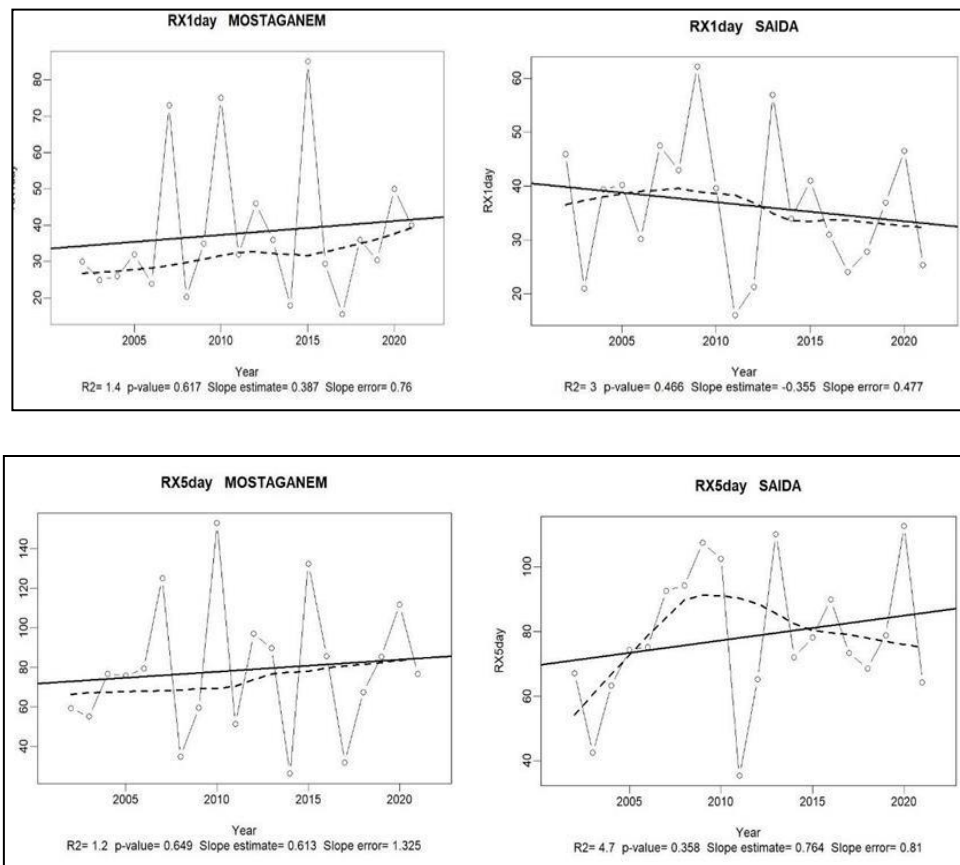 RX1day MOSTAGANEM
80
70
60
50
40
30
20
2005
2010
2015
2020
Year
R2= 1.4 p-value= 0.617 Slope estimate= 0.387 Slope error= 0.76
RX1day SAIDA
RX1day
60
50
40
30
20
2005
2010
2015
2020
Year
R2= 3 p-value= 0.466 Slope estimate= -0.355 Slope error= 0.477
RX5day MOSTAGANEM
140
120
100
80
60
40
2005
2010
2015
2020
Year
R2= 1.2 p-value= 0.649 Slope estimate= 0.613 Slope error= 1.325
RX5day SAIDA
RX5day
100
80
60
40
2005
2010
2015
2020
Year
R2= 4.7 p-value= 0.358 Slope estimate= 0.764 Slope error= 0.81